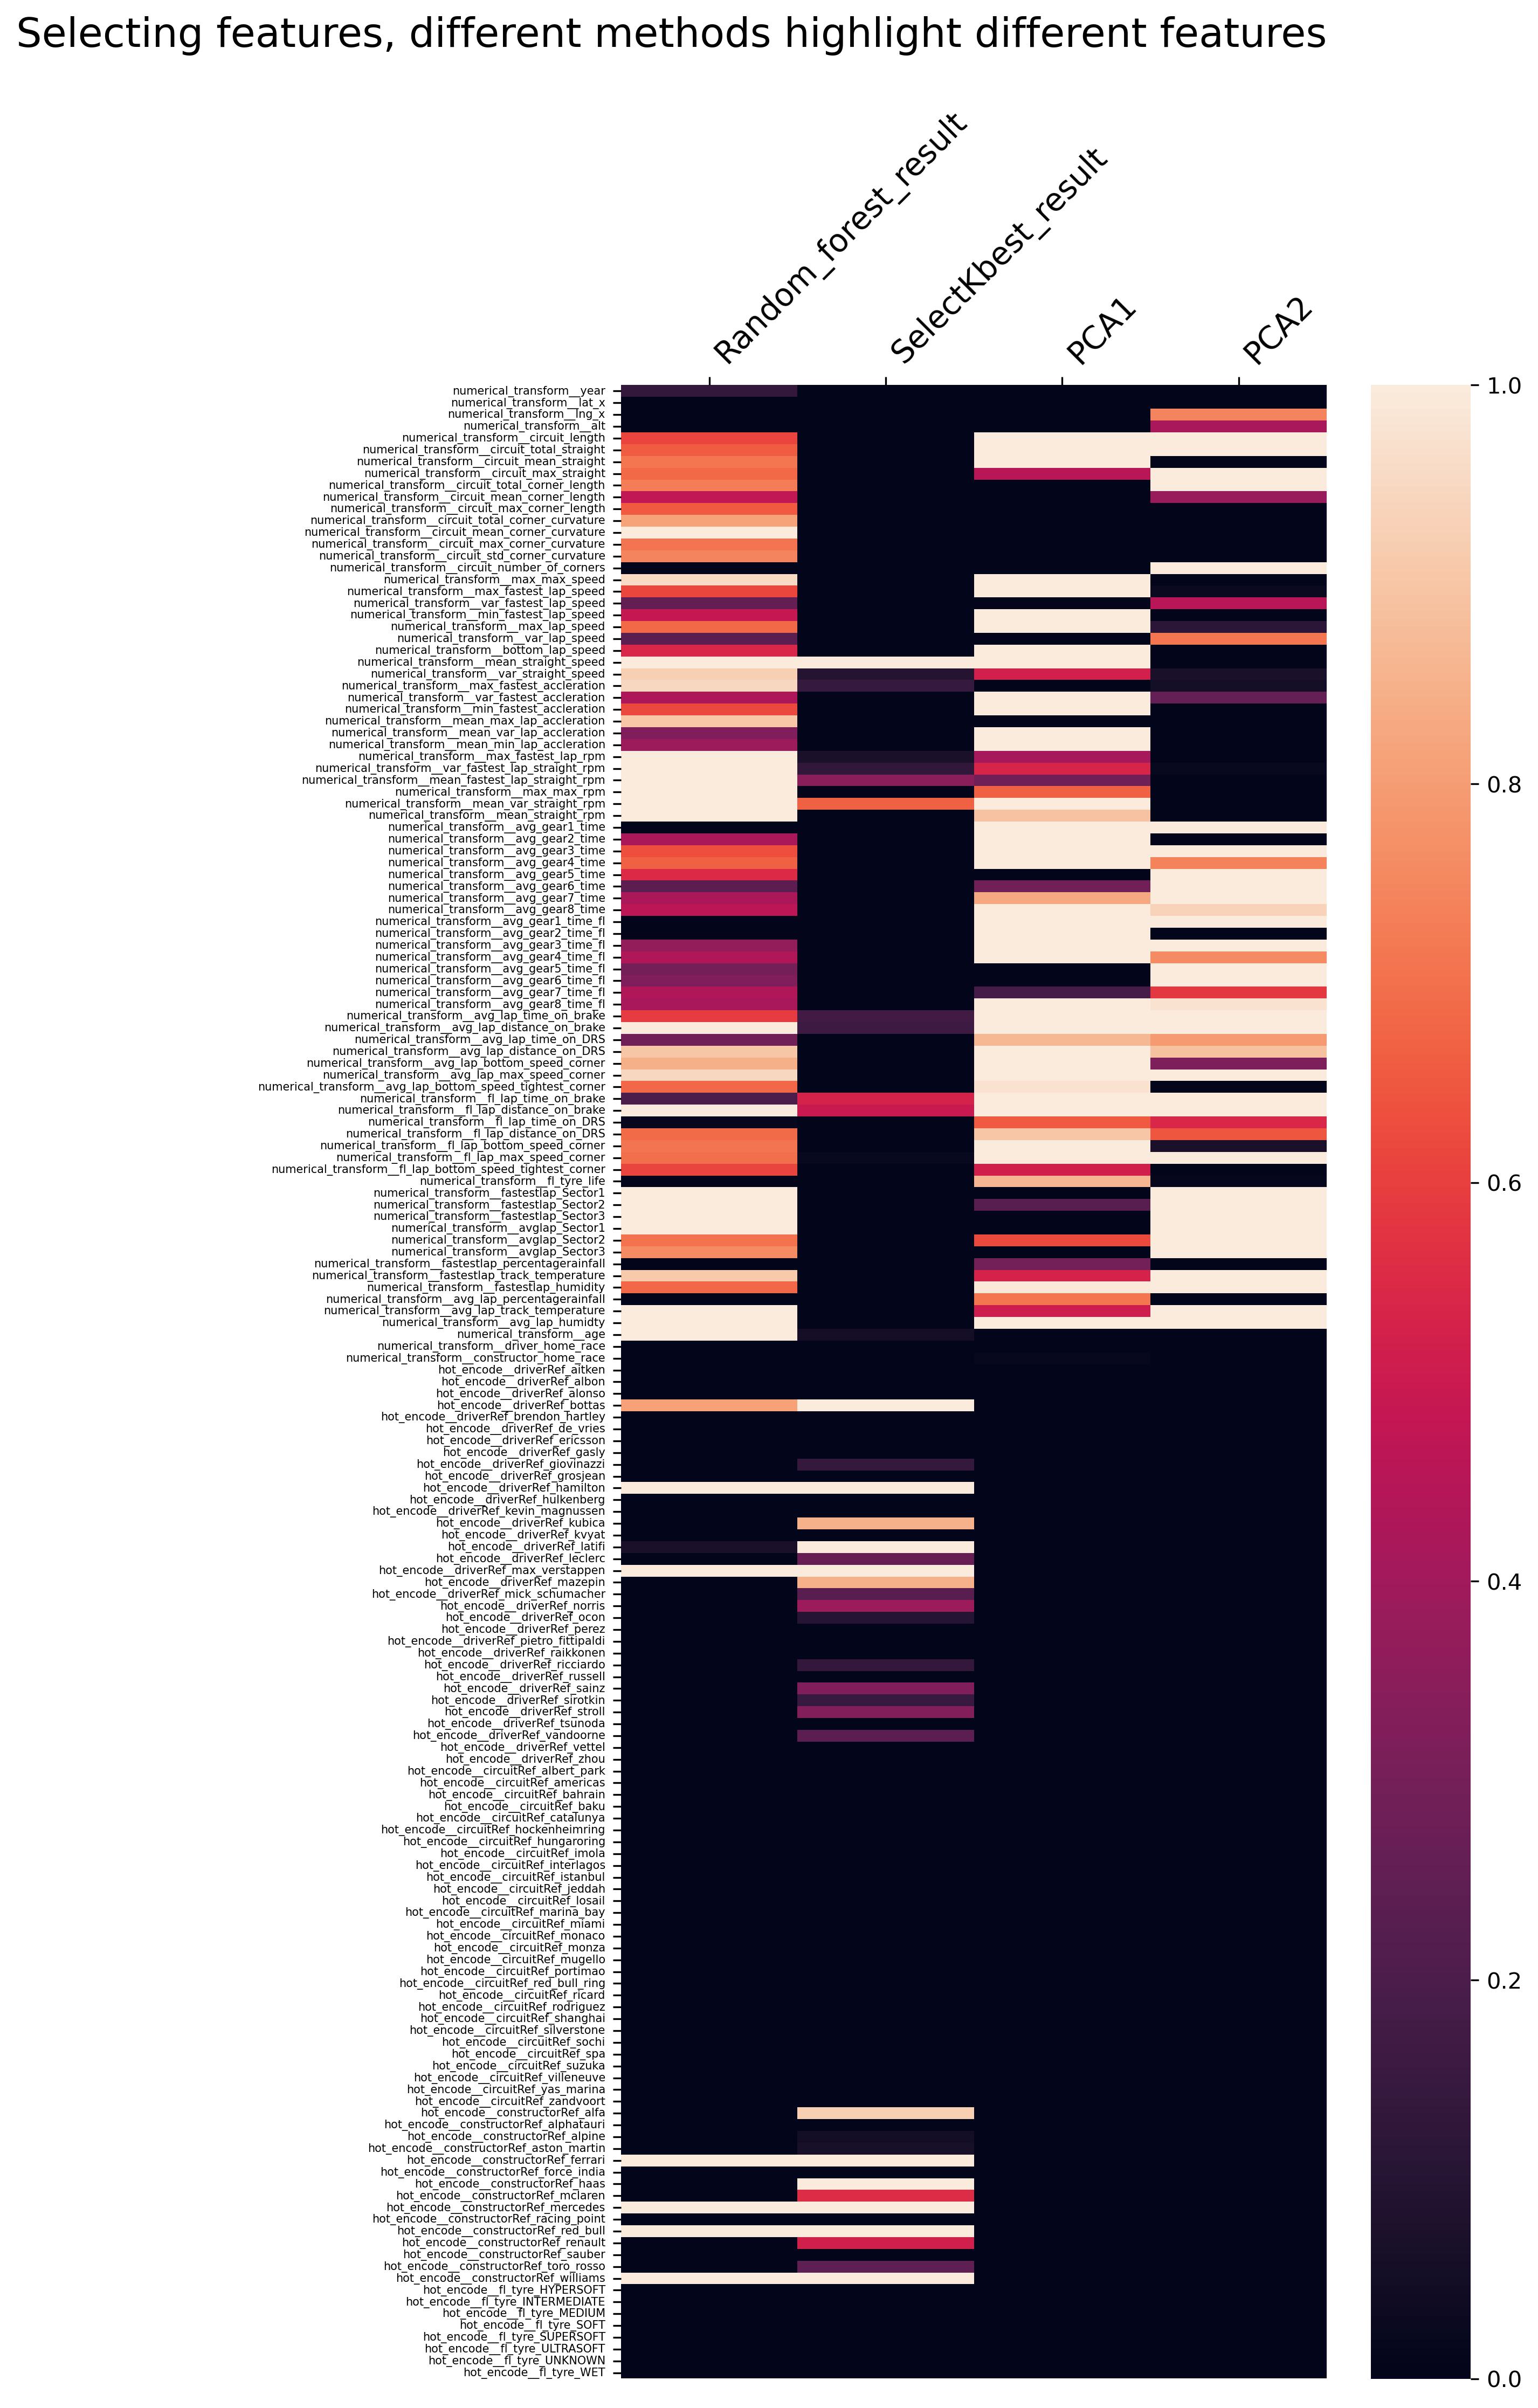 Selecting features, different methods highlight different features
Random_forest_result
SelectKbest_result
PCA1
PCA2
numerical_transform__year
numerical_transform__lat_x
numerical_transform__lng_x
numerical_transform__alt
numerical_transform__circuit_length
numerical_transform__circuit_total_straight
numerical_transform__circuit_mean_straight
numerical_transform__circuit_max_straight
numerical_transform__circuit_total_corner_length
numerical_transform__circuit_mean_corner_length
numerical_transform__circuit_max_corner_length
numerical_transform__circuit_total_corner_curvature
numerical_transform__circuit_mean_corner_curvature
numerical_transform__circuit_max_corner_curvature
numerical_transform__circuit_std_corner_curvature
numerical_transform__circuit_number_of_corners
numerical_transform__max_max_speed
numerical_transform__max_fastest_lap_speed
numerical_transform__var_fastest_lap_speed
numerical_transform__min_fastest_lap_speed
numerical_transform__max_lap_speed
numerical_transform__var_lap_speed
numerical_transform__bottom_lap_speed
numerical_transform__mean_straight_speed
numerical_transform__var_straight_speed
numerical_transform__max_fastest_accleration
numerical_transform__var_fastest_accleration
numerical_transform__min_fastest_accleration
numerical_transform__mean_max_lap_accleration
numerical_transform__mean_var_lap_accleration
numerical_transform__mean_min_lap_accleration
numerical_transform__max_fastest_lap_rpm
numerical_transform__var_fastest_lap_straight_rpm
numerical_transform__mean_fastest_lap_straight_rpm
numerical_transform__max_max_rpm
numerical_transform__mean_var_straight_rpm
numerical_transform__mean_straight_rpm
numerical_transform__avg_gear1_time
numerical_transform__avg_gear2_time
numerical_transform__avg_gear3_time
numerical_transform__avg_gear4_time
numerical_transform__avg_gear5_time
numerical_transform__avg_gear6_time
numerical_transform__avg_gear7_time
numerical_transform__avg_gear8_time
numerical_transform__avg_gear1_time_fl
numerical_transform__avg_gear2_time_fl
numerical_transform__avg_gear3_time_fl
numerical_transform__avg_gear4_time_fl
numerical_transform__avg_gear5_time_fl
numerical_transform__avg_gear6_time_fl
numerical_transform__avg_gear7_time_fl
numerical_transform__avg_gear8_time_fl
numerical_transform__avg_lap_time_on_brake
numerical_transform__avg_lap_distance_on_brake
numerical_transform__avg_lap_time_on_DRS
numerical_transform__avg_lap_distance_on_DRS
numerical_transform__avg_lap_bottom_speed_corner
numerical_transform__avg_lap_max_speed_corner
numerical_transform__avg_lap_bottom_speed_tightest_corner
numerical_transform__fl_lap_time_on_brake
numerical_transform__fl_lap_distance_on_brake
numerical_transform__fl_lap_time_on_DRS
numerical_transform__fl_lap_distance_on_DRS
numerical_transform__fl_lap_bottom_speed_corner
numerical_transform__fl_lap_max_speed_corner
numerical_transform__fl_lap_bottom_speed_tightest_corner
numerical_transform__fl_tyre_life
numerical_transform__fastestlap_Sector1
numerical_transform__fastestlap_Sector2
numerical_transform__fastestlap_Sector3
numerical_transform__avglap_Sector1
numerical_transform__avglap_Sector2
numerical_transform__avglap_Sector3
numerical_transform__fastestlap_percentagerainfall
numerical_transform__fastestlap_track_temperature
numerical_transform__fastestlap_humidity
numerical_transform__avg_lap_percentagerainfall
numerical_transform__avg_lap_track_temperature
numerical_transform__avg_lap_humidty
numerical_transform__age
numerical_transform__driver_home_race
numerical_transform__constructor_home_race
hot_encode__driverRef_aitken
hot_encode__driverRef_albon
hot_encode__driverRef_alonso
hot_encode__driverRef_bottas
hot_encode__driverRef_brendon_hartley
hot_encode__driverRef_de_vries
hot_encode__driverRef_ericsson
hot_encode__driverRef_gasly
hot_encode__driverRef_giovinazzi
hot_encode__driverRef_grosjean
hot_encode__driverRef_hamilton
hot_encode__driverRef_hulkenberg
hot_encode__driverRef_kevin_magnussen
hot_encode__driverRef_kubica
hot_encode__driverRef_kvyat
hot_encode__driverRef_latifi
hot_encode__driverRef_leclerc
hot_encode__driverRef_max_verstappen
hot_encode__driverRef_mazepin
hot_encode__driverRef_mick_schumacher
hot_encode__driverRef_norris
hot_encode__driverRef_ocon
hot_encode__driverRef_perez
hot_encode__driverRef_pietro_fittipaldi
hot_encode__driverRef_raikkonen
hot_encode__driverRef_ricciardo
hot_encode__driverRef_russell
hot_encode__driverRef_sainz
hot_encode__driverRef_sirotkin
hot_encode__driverRef_stroll
hot_encode__driverRef_tsunoda
hot_encode__driverRef_vandoorne
hot_encode__driverRef_vettel
hot_encode__driverRef_zhou
hot_encode__circuitRef_albert_park
hot_encode__circuitRef_americas
hot_encode__circuitRef_bahrain
hot_encode__circuitRef_baku
hot_encode__circuitRef_catalunya
hot_encode__circuitRef_hockenheimring
hot_encode__circuitRef_hungaroring
hot_encode__circuitRef_imola
hot_encode__circuitRef_interlagos
hot_encode__circuitRef_istanbul
hot_encode__circuitRef_jeddah
hot_encode__circuitRef_losail
hot_encode__circuitRef_marina_bay
hot_encode__circuitRef_miami
hot_encode__circuitRef_monaco
hot_encode__circuitRef_monza
hot_encode__circuitRef_mugello
hot_encode__circuitRef_portimao
hot_encode__circuitRef_red_bull_ring
hot_encode__circuitRef_ricard
hot_encode__circuitRef_rodriguez
hot_encode__circuitRef_shanghai
hot_encode__circuitRef_silverstone
hot_encode__circuitRef_sochi
hot_encode__circuitRef_spa
hot_encode__circuitRef_suzuka
hot_encode__circuitRef_villeneuve
hot_encode__circuitRef_yas_marina
hot_encode__circuitRef_zandvoort
hot_encode__constructorRef_alfa
hot_encode__constructorRef_alphatauri
hot_encode__constructorRef_alpine
hot_encode__constructorRef_aston_martin
hot_encode__constructorRef_ferrari
hot_encode__constructorRef_force_india
hot_encode__constructorRef_haas
hot_encode__constructorRef_mclaren
hot_encode__constructorRef_mercedes
hot_encode__constructorRef_racing_point
hot_encode__constructorRef_red_bull
hot_encode__constructorRef_renault
hot_encode__constructorRef_sauber
hot_encode__constructorRef_toro_rosso
hot_encode__constructorRef_williams
hot_encode__fl_tyre_HYPERSOFT
hot_encode__fl_tyre_INTERMEDIATE
hot_encode__fl_tyre_MEDIUM
hot_encode__fl_tyre_SOFT
hot_encode__fl_tyre_SUPERSOFT
hot_encode__fl_tyre_ULTRASOFT
hot_encode__fl_tyre_UNKNOWN
hot_encode__fl_tyre_WET
1.0
0.8
0.6
0.4
0.2
0.0